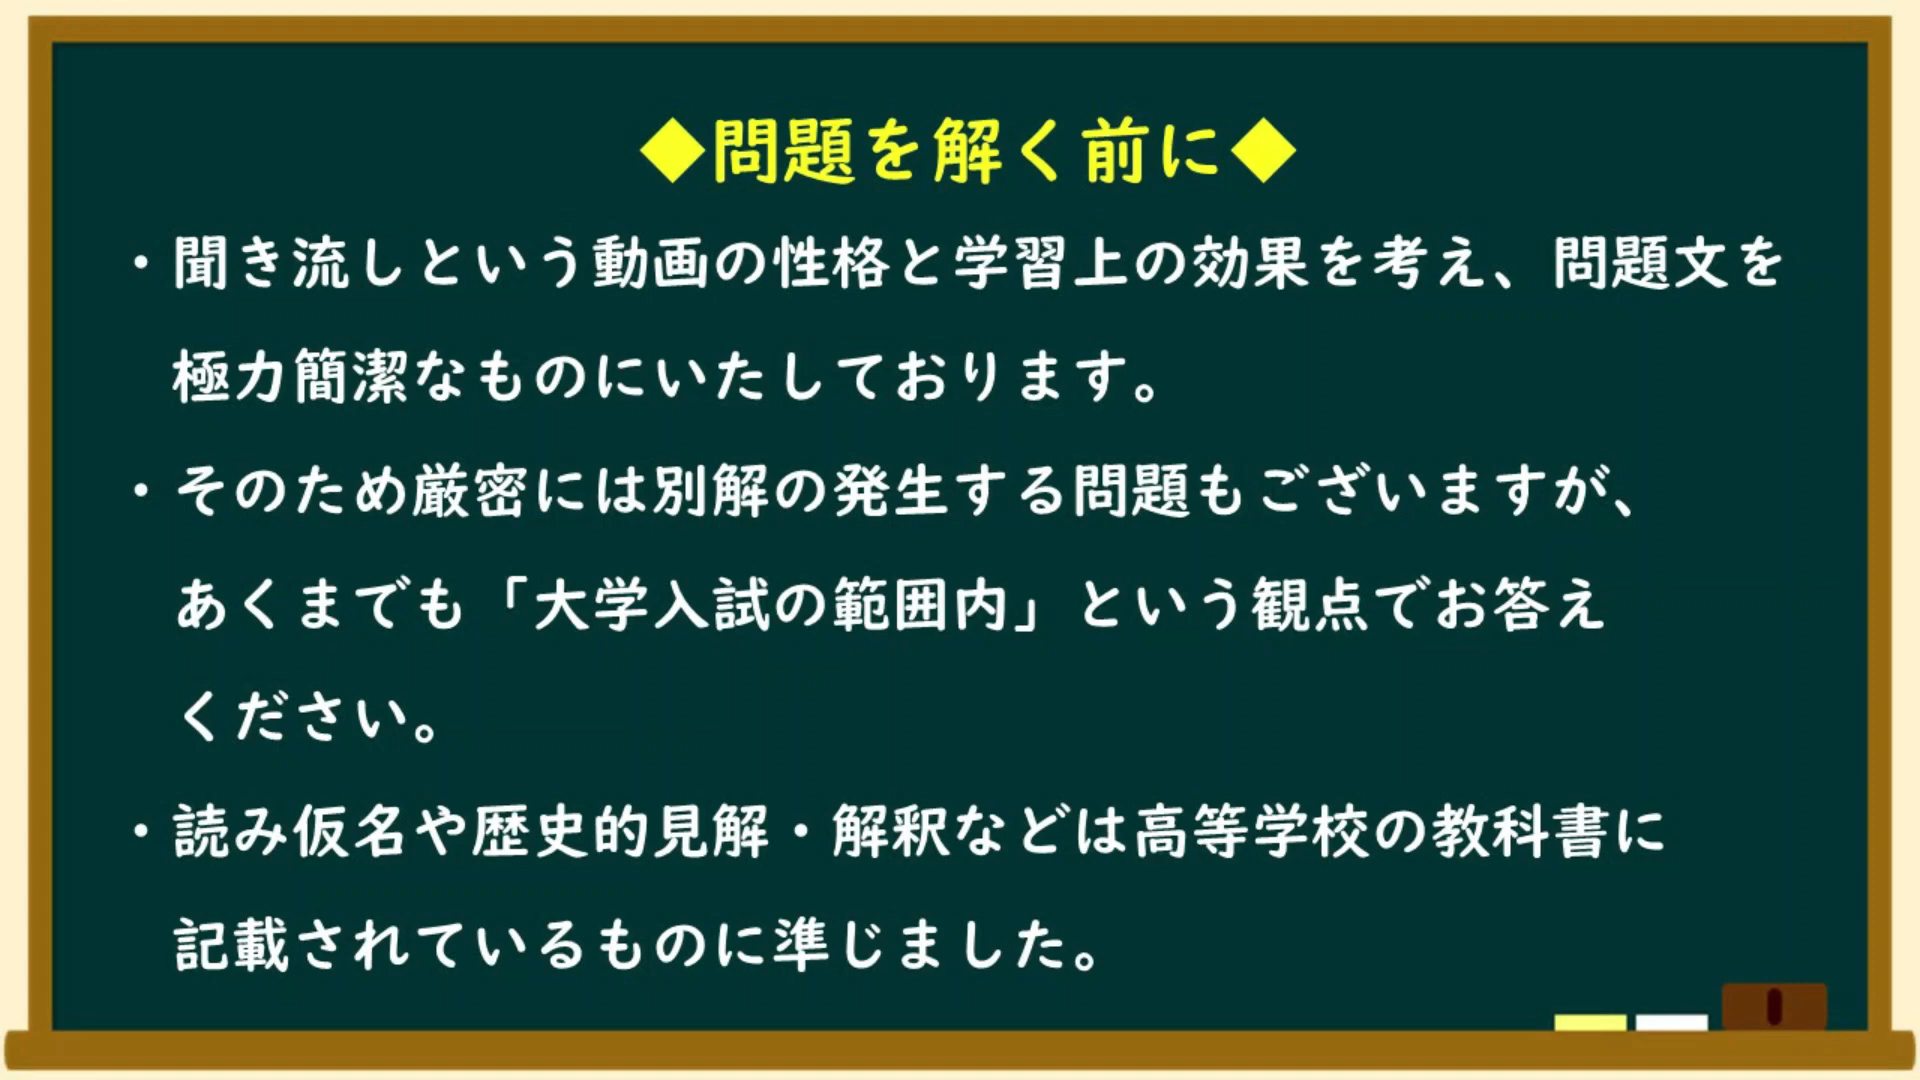 ◆問題を解く前に◆
・聞き流しという動画の性格と学習上の効果を考え、問題文を
極力簡潔なものにいたしております。
・そのため厳密には別解の発生する問題もございますが、
あくまでも「大学入試の範囲内」という観点でお答え
ください。
・読み仮名や歴史的見解・解釈などは高等学校の教科書に
記載されているものに準じました。